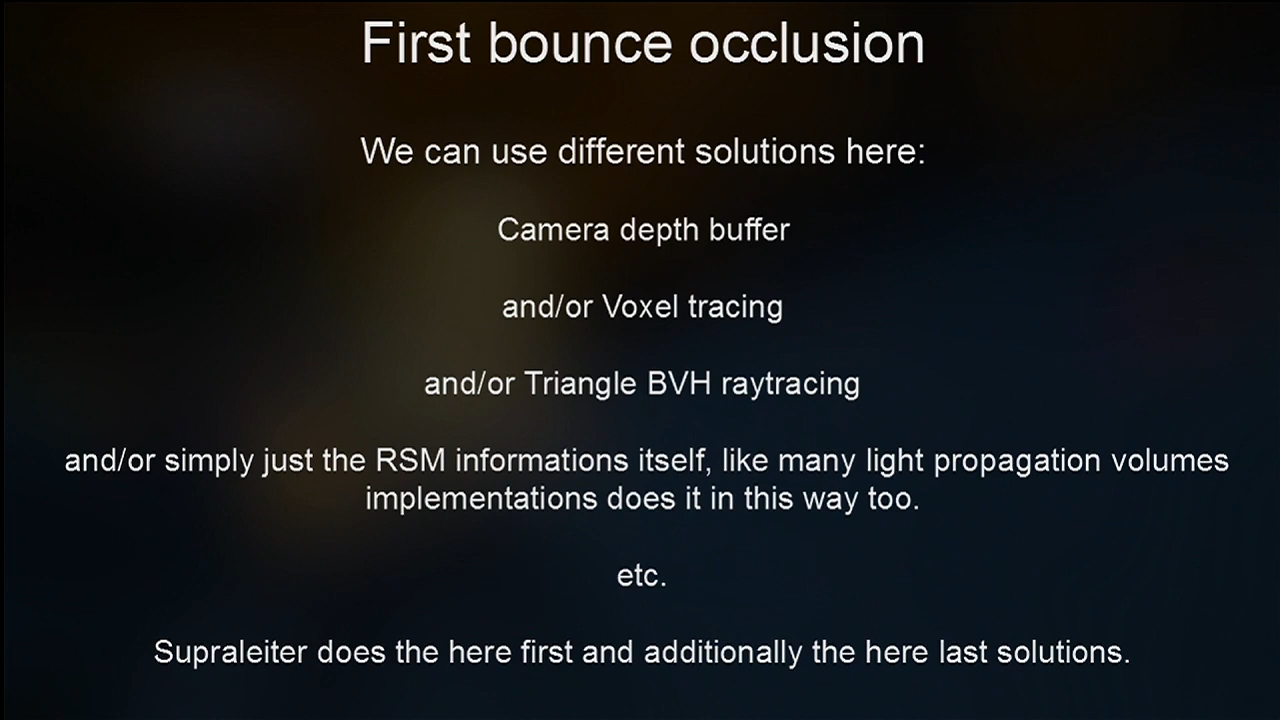 First bounce occlusion
We can use different solutions here:
Camera depth buffer
and/or Voxel tracing
and/or Triangle BVH raytracing
and/or simply just the RSM informations itself, like many light propagation volumes
implementations does it in this way too.
etc.
Supraleiter does the here first and additionally the here last solutions.